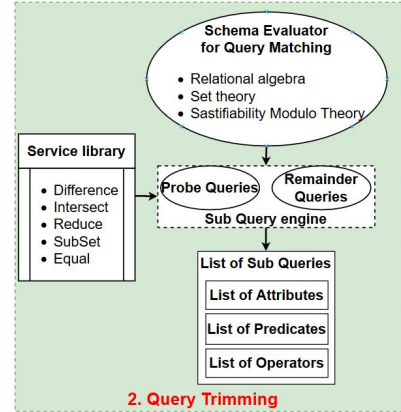 Schema Evaluator
for Query Matching
• Relational algebra
• Set theory
• Sastifiability Modulo Theory
Service library
• Difference
• Intersect
• Reduce
• SubSet
• Equal
Probe Queries
Remainder
Queries
Sub Query engine
List of Sub Queries
List of Attributes
List of Predicates
List of Operators
2. Query Trimming